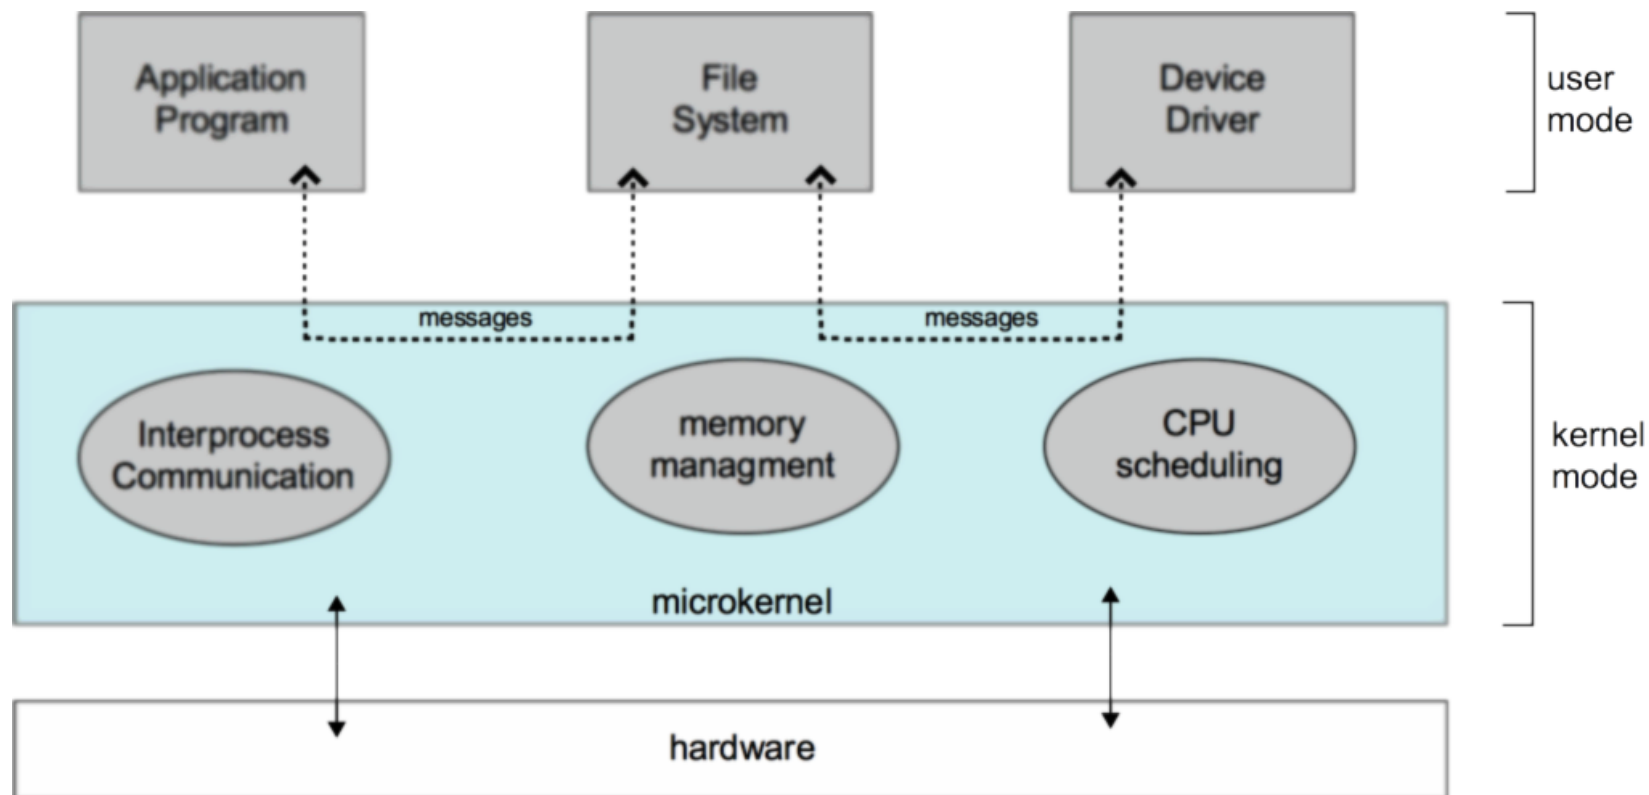 Application
Program
File
System
Device
Driver
user
mode
messages
messages
Interprocess
Communication
memory
managment
CPU
scheduling
kernel
mode
microkernel
hardware